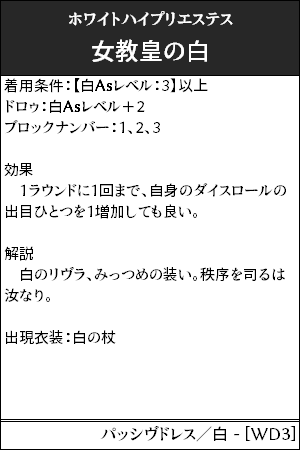 ホワイトハイプリエステス
女教皇の白
着用条件：【白Asレベル：3】以上
ドロゥ：白Asレベル＋2
ブロックナンバー：1、2、3
効果
　1ラウンドに1回まで、自身のダイスロールの
出目ひとつを1増加しても良い。
解説
　白のリヴラ、みっつめの装い。秩序を司るは
汝なり。
出現衣装：白の杖
パッシヴドレス／白 - [WD3]